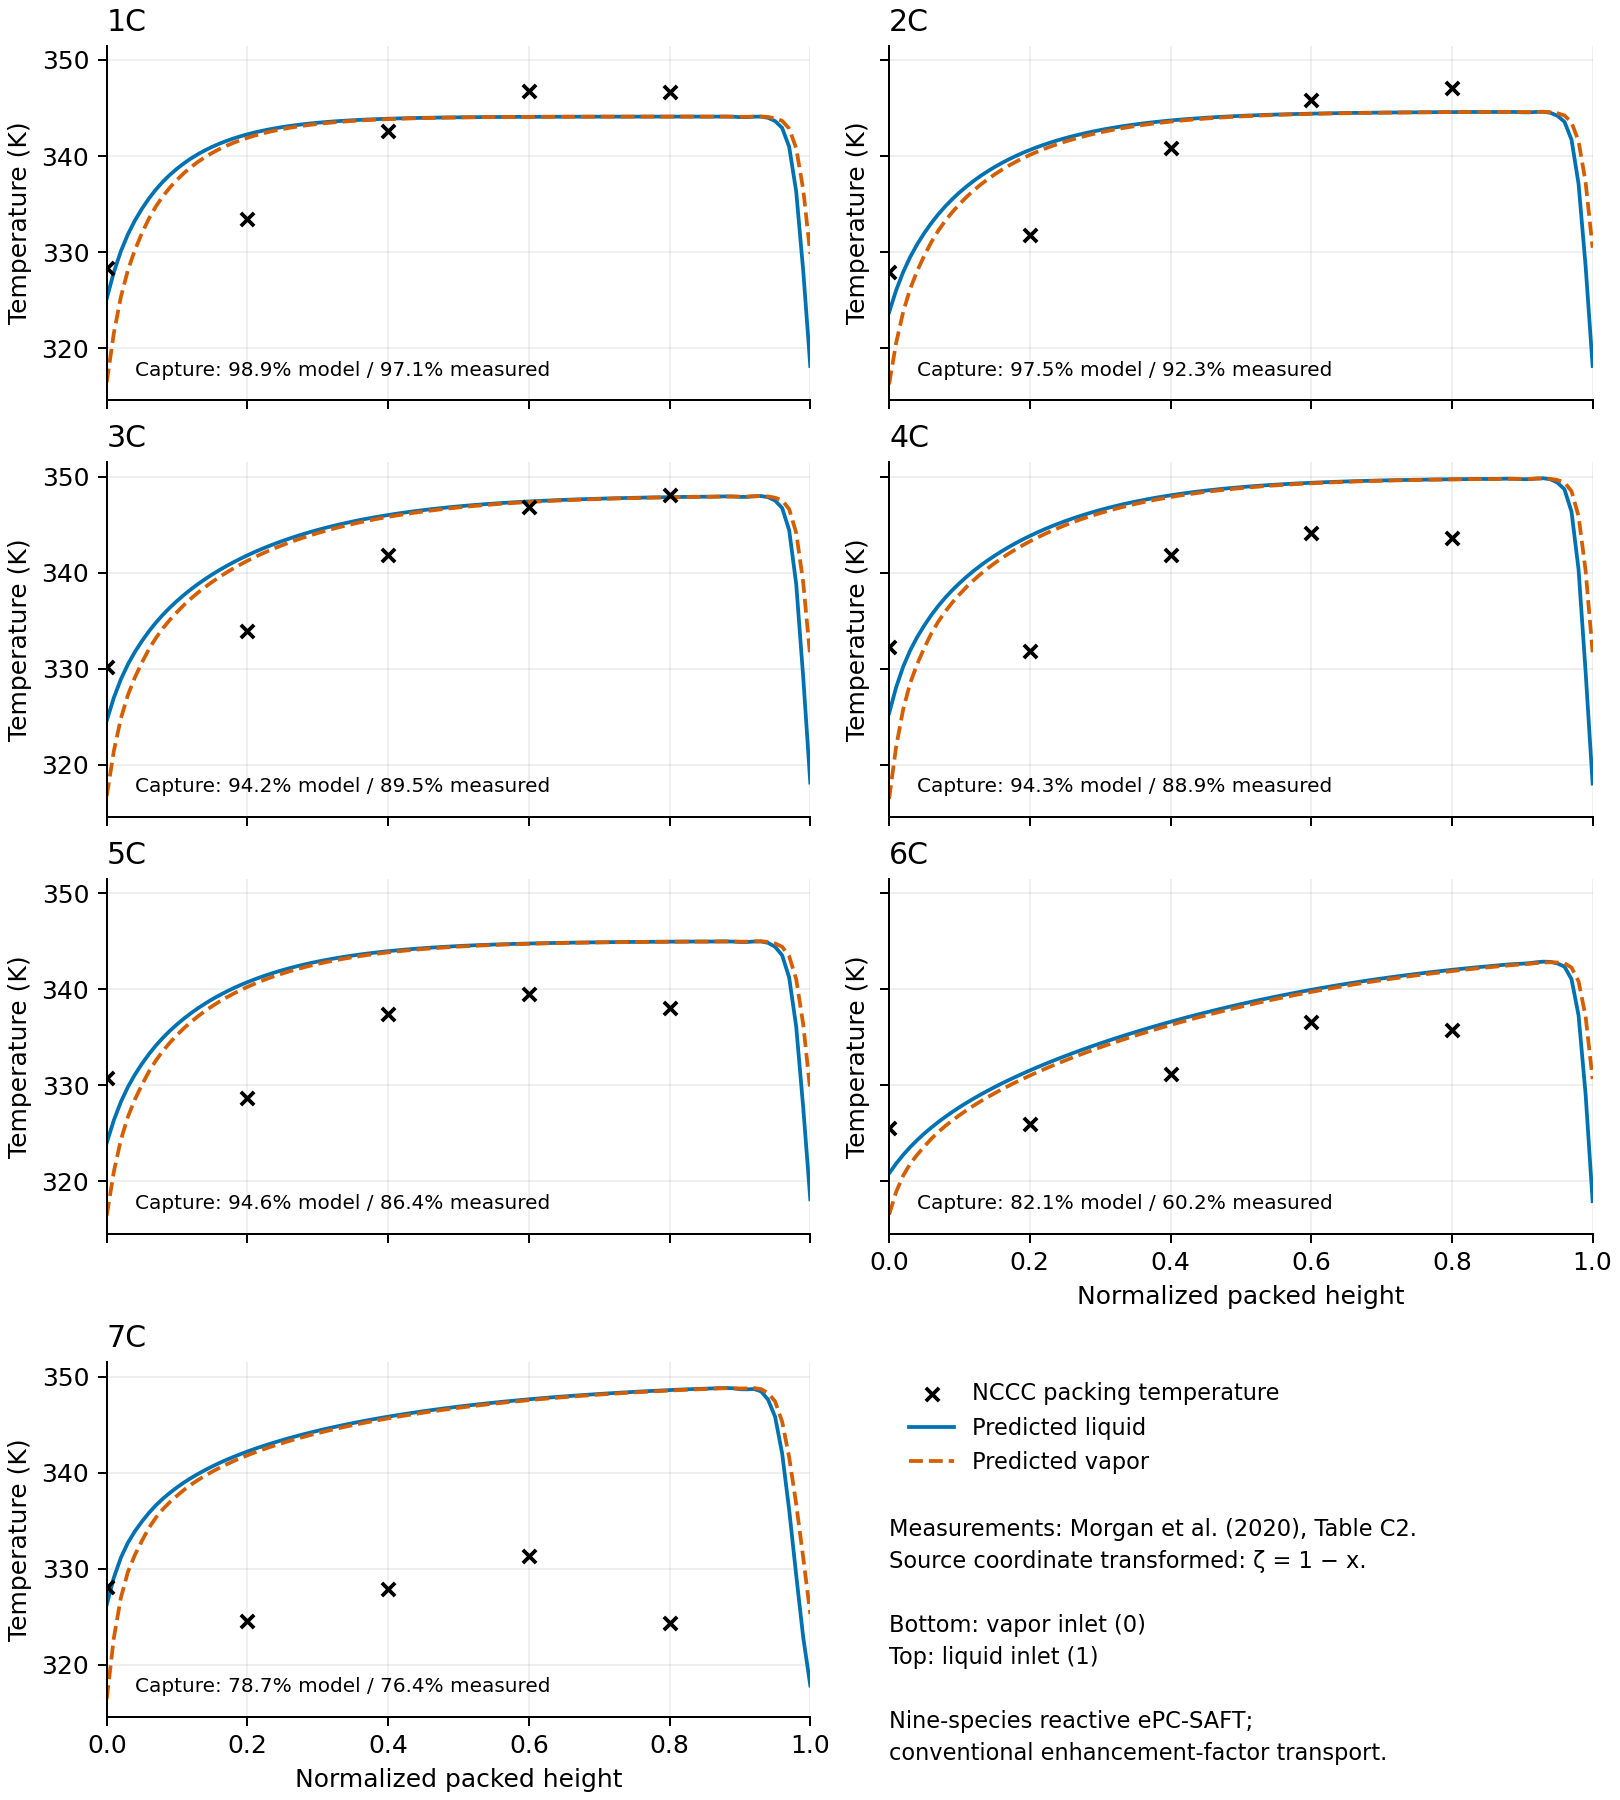 1C
350
340
330
320
Temperature (K)
Capture: 98.9% model / 97.1% measured
2C
Temperature (K)
Capture: 97.5% model / 92.3% measured
3C
350
340
330
320
Temperature (K)
Capture: 94.2% model / 89.5% measured
4C
Temperature (K)
Capture: 94.3% model / 88.9% measured
5C
350
340
330
320
Temperature (K)
Capture: 94.6% model / 86.4% measured
6C
Temperature (K)
Capture: 82.1% model / 60.2% measured
0.0 0.2 0.4 0.6 0.8 1.0
Normalized packed height
7C
350
340
330
320
Temperature (K)
Capture: 78.7% model / 76.4% measured
0.0 0.2 0.4 0.6 0.8 1.0
Normalized packed height
NCCC packing temperature
Predicted liquid
Predicted vapor
Measurements: Morgan et al. (2020), Table C2.
Source coordinate transformed: ζ = 1 − x.
Bottom: vapor inlet (0)
Top: liquid inlet (1)
Nine-species reactive ePC-SAFT;
conventional enhancement-factor transport.